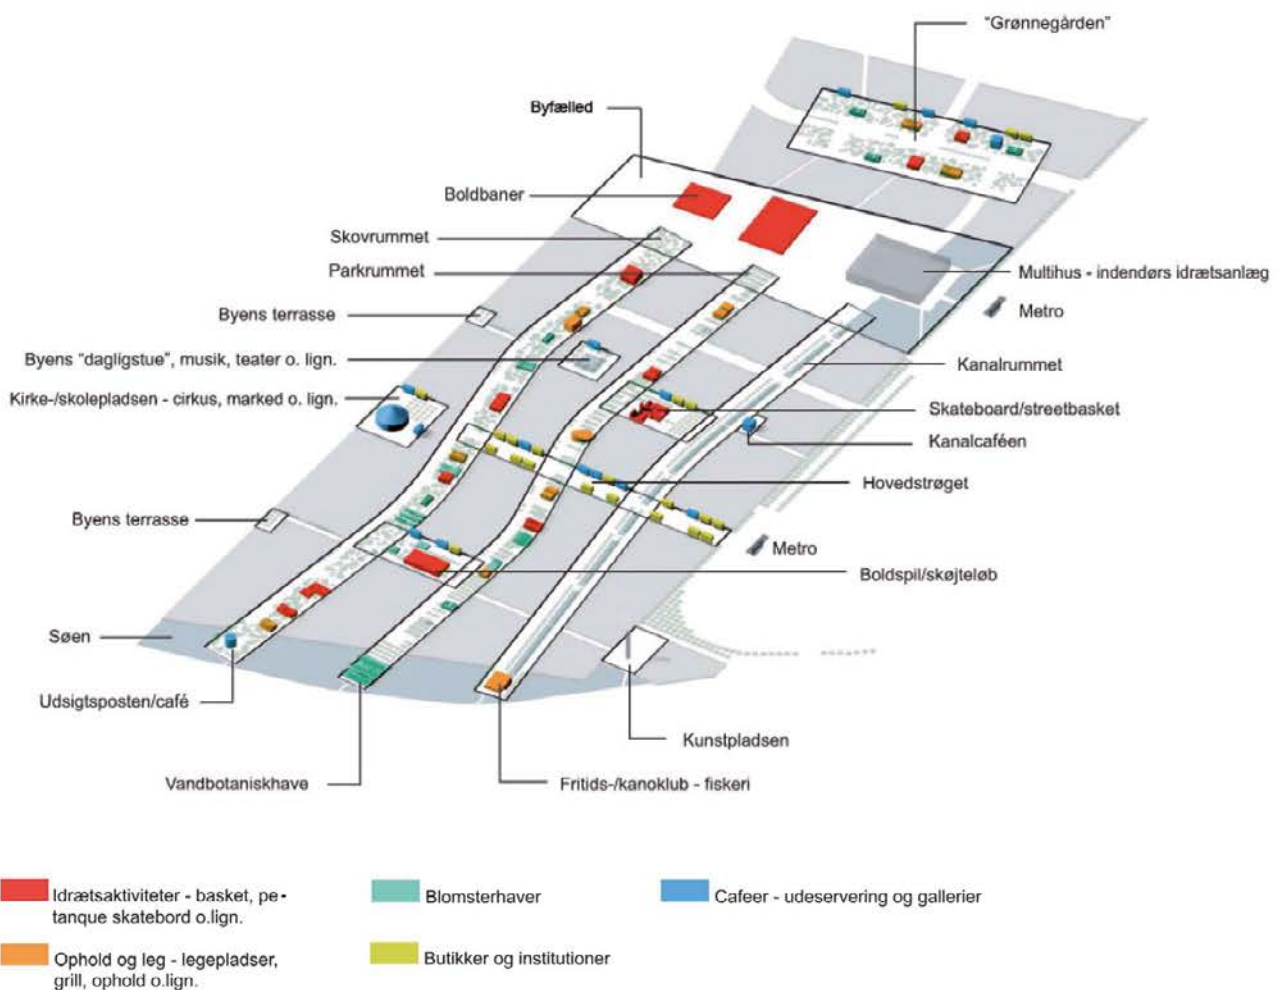 "Grønnegården"
Byfælled
Boldbaner
Skovrummet
Parkrummet
Multihus - indendørs idrætsanlæg
Metro
Byens terrasse
Byens "dagligstue", musik, teater o. lign.
Kanalrummet
Kirke-/skolepladsen - cirkus, marked o. lign.
Skateboard/streetbasket
Kanalcaféen
Hovedstrøget
Byens terrasse
Metro
Boldspil/skøjteløb
Søen
Udsigtsposten/café
Kunstpladsen
Vandbotaniskhave
Fritids-/kanoklub - fiskeri
Idrætsaktiviteter - basket, pe-
tanque skatebord o.lign.
Blomsterhaver
Cafeer - udeservering og gallerier
Ophold og leg - legepladser,
grill, ophold o.lign.
Butikker og institutioner